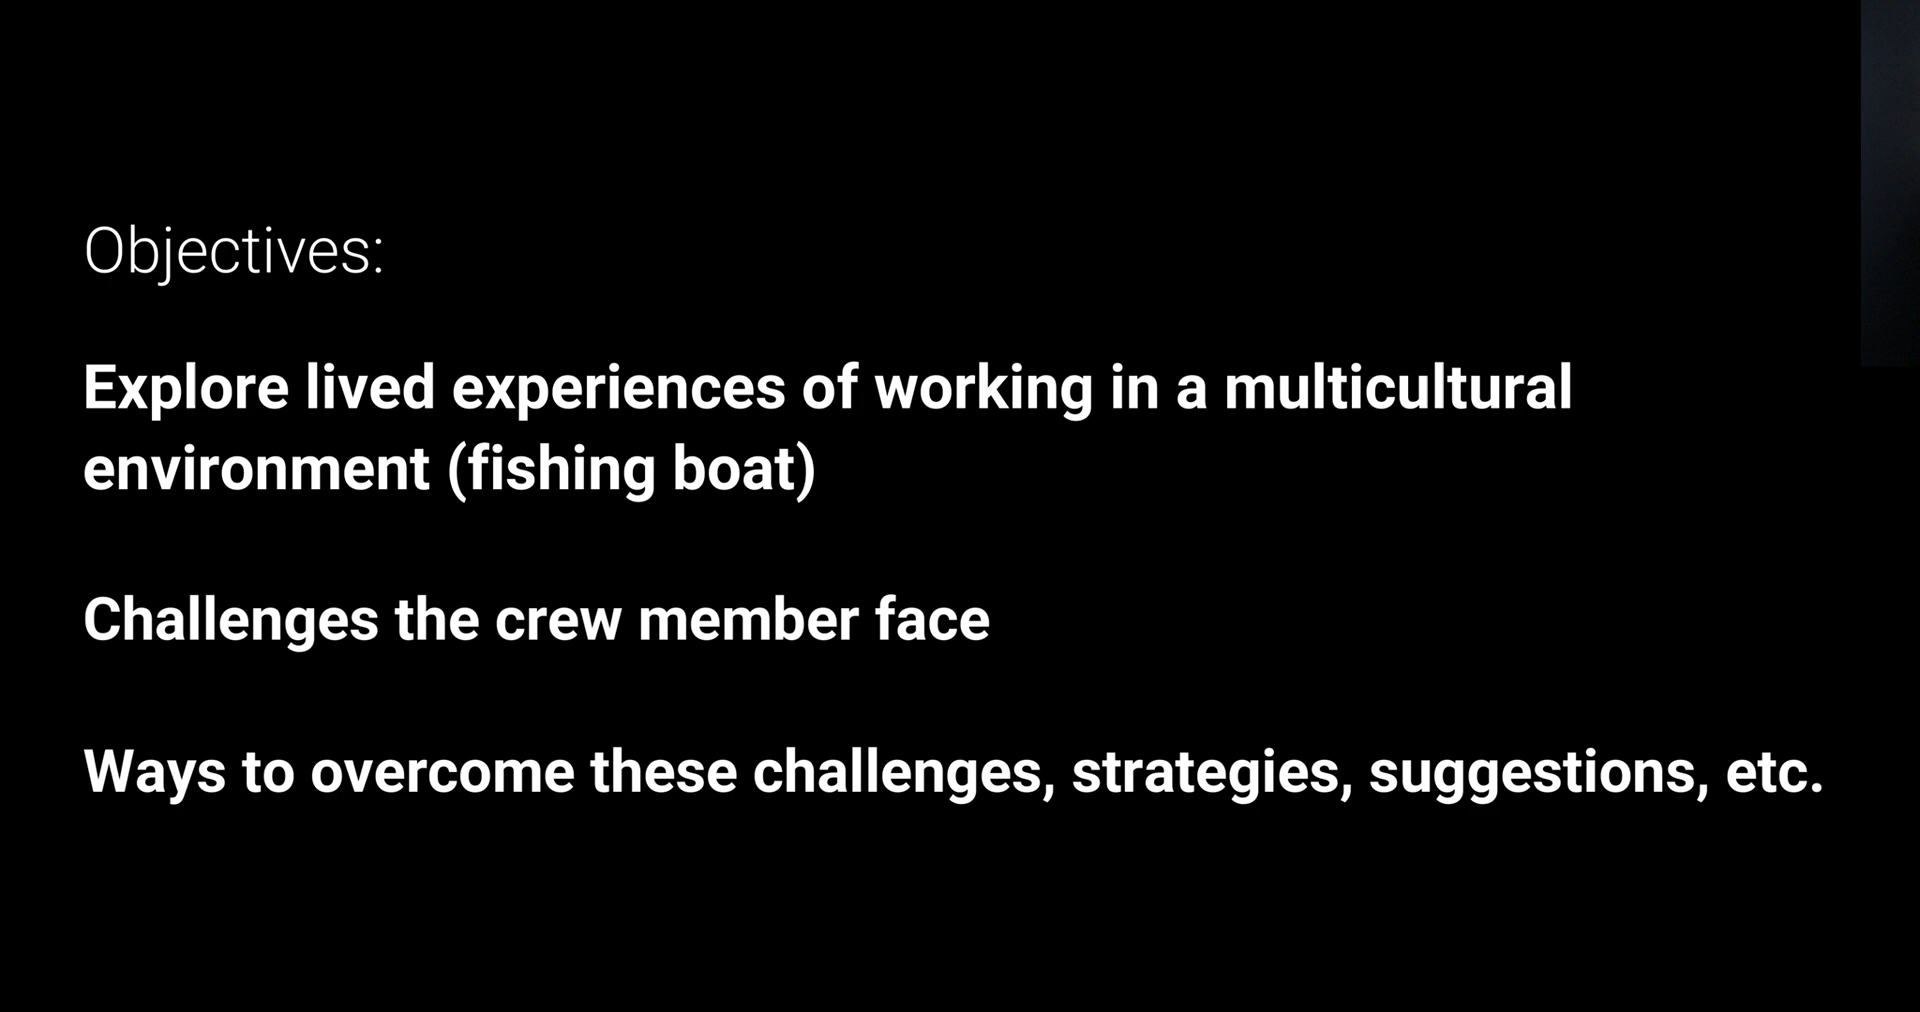 Objectives:
Explore lived experiences of working in a multicultural
environment (fishing boat)
Challenges the crew member face
Ways to overcome these challenges, strategies, suggestions, etc.